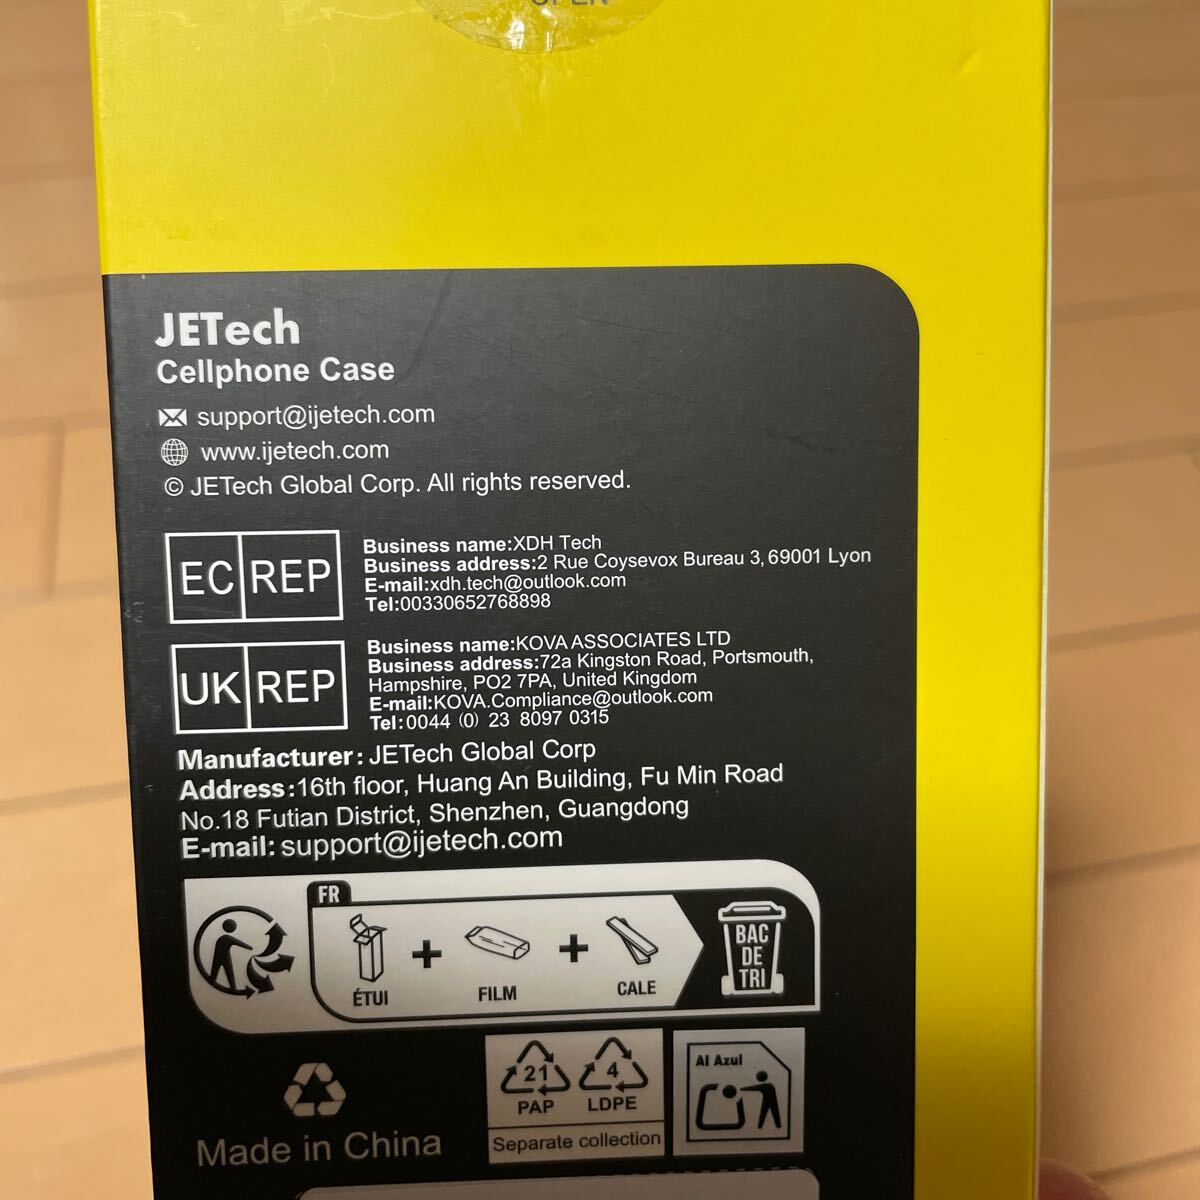 OPEN
JETech
Cellphone Case
support@ijetech.com
www.ijetech.com
© JETech Global Corp. All rights reserved.
EC REP
Business name:XDH Tech
Business address:2 Rue Coysevox Bureau 3, 69001 Lyon
E-mail:xdh.tech@outlook.com
Tel:00330652768898
UK REP
Business name:KOVA ASSOCIATES LTD
Business address:72a Kingston Road, Portsmouth,
Hampshire, PO2 7PA, United Kingdom
E-mail:KOVA.Compliance@outlook.com
Tel:0044 (0) 23 8097 0315
Manufacturer: JETech Global Corp
Address:16th floor, Huang An Building, Fu Min Road
No.18 Futian District, Shenzhen, Guangdong
E-mail: support@ijetech.com
FR
ÉTUI + FILM + CALE
BAC
DE
TRI
21
PAP
4
LDPE
Separate collection
Al Azul
Made in China